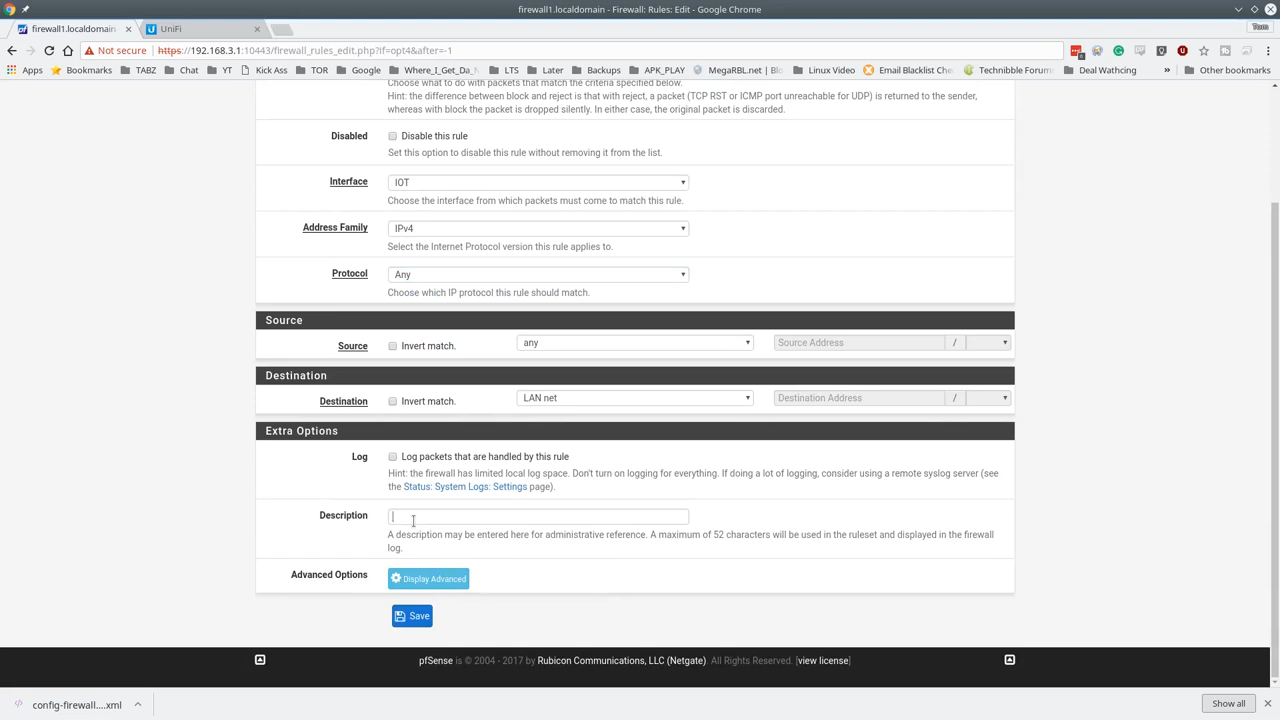 firewall1.localdomain - Firewall: Rules: Edit - Google Chrome
firewall1.localdomain
UniFi
Tom
Not secure https://192.168.3.1:10443/firewall_rules_edit.php?if=opt4&after=-1
Apps Bookmarks TABZ Chat YT Kick Ass TOR Google Where_I_Get_Da_ LTS Later Backups APK_PLAY MegaRBL.net | Blo Linux Video Email Blacklist Che Technibble Forum Deal Wathcing » Other bookmarks
Choose what to do with packets that match the criteria specified below.
Hint: the difference between block and reject is that with reject, a packet (TCP RST or ICMP port unreachable for UDP) is returned to the sender,
whereas with block the packet is dropped silently. In either case, the original packet is discarded.
Disabled Disable this rule
Set this option to disable this rule without removing it from the list.
Interface IOT
Choose the interface from which packets must come to match this rule.
Address Family IPv4
Select the Internet Protocol version this rule applies to.
Protocol Any
Choose which IP protocol this rule should match.
Source
Source Invert match. any Source Address /
Destination
Destination Invert match. LAN net Destination Address /
Extra Options
Log Log packets that are handled by this rule
Hint: the firewall has limited local log space. Don't turn on logging for everything. If doing a lot of logging, consider using a remote syslog server (see
the Status: System Logs: Settings page).
Description
A description may be entered here for administrative reference. A maximum of 52 characters will be used in the ruleset and displayed in the firewall
log.
Advanced Options Display Advanced
Save
pfSense is © 2004 - 2017 by Rubicon Communications, LLC (Netgate). All Rights Reserved. [view license]
config-firewall....xml
Show all